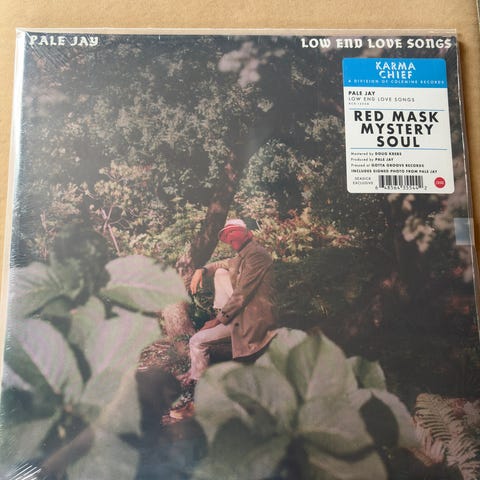 PALE JAY
LOW END LOVE SONGS
KARMA
CHIEF
A DIVISION OF COLEMINE RECORDS
PALE JAY
LOW END LOVE SONGS
RED MASK
MYSTERY
SOUL
Mastered by DOUG KREBS
Produced by PALE JAY
Pressed at GOTTA GROOVE RECORDS
INCLUDES SIGNED PHOTO FROM PALE JAY
EXCLUSIVE